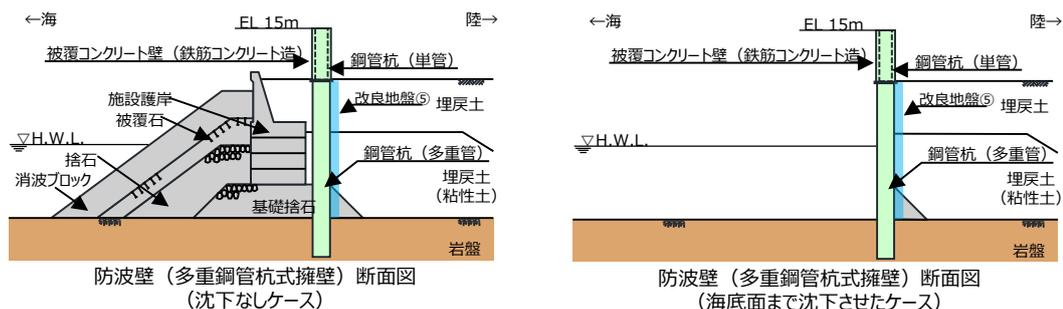 ←海
陸→
EL 15m
被覆コンクリート壁（鉄筋コンクリート造）
鋼管杭（単管）
施設護岸
被覆石
改良地盤⑤
埋戻土
▽H.W.L.
捨石
消波ブロック
鋼管杭（多重管）
埋戻土
（粘性土）
基礎捨石
岩盤
防波壁（多重鋼管杭式擁壁）断面図
（沈下なしケース）
←海
陸→
EL 15m
被覆コンクリート壁（鉄筋コンクリート造）
鋼管杭（単管）
改良地盤⑤
埋戻土
▽H.W.L.
鋼管杭（多重管）
埋戻土
（粘性土）
岩盤
防波壁（多重鋼管杭式擁壁）断面図
（海底面まで沈下させたケース）